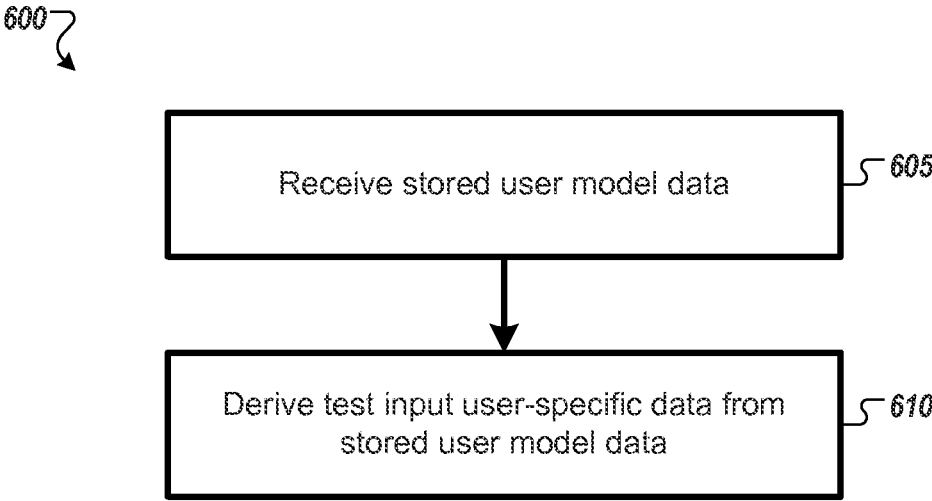 600
Receive stored user model data
605
Derive test input user-specific data from
stored user model data
610